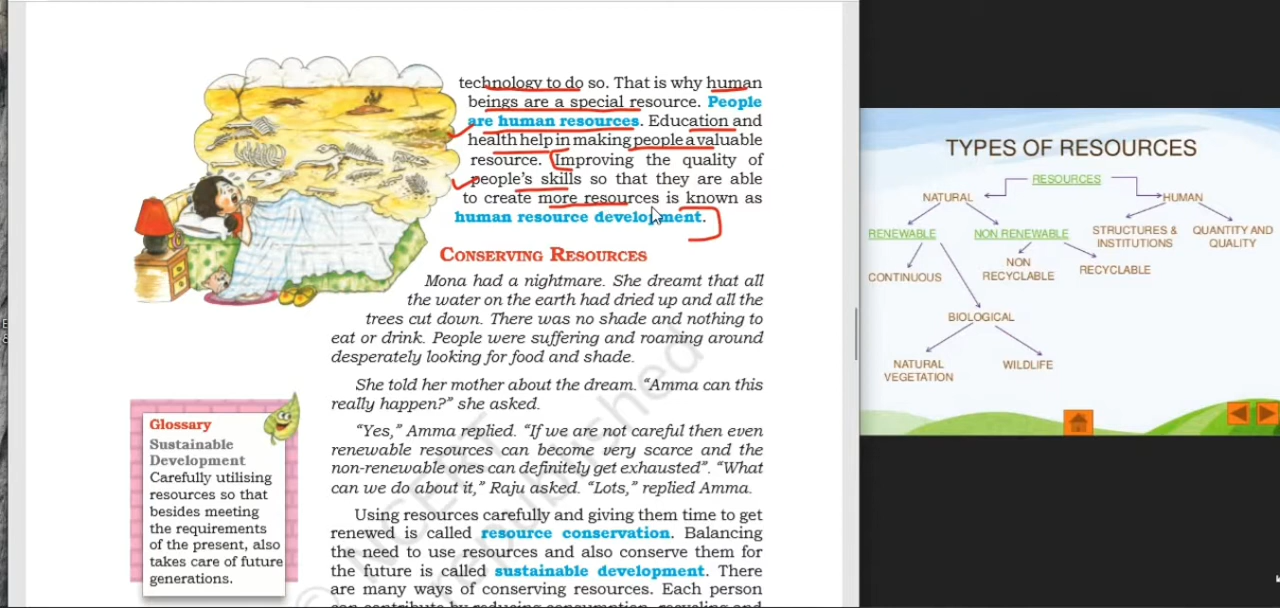 technology to do so. That is why human
beings are a special resource. People
are human resources. Education and
health help in making people a valuable
resource. Improving the quality of
people's skills so that they are able
to create more resources is known as
human resource development.
CONSERVING RESOURCES
Mona had a nightmare. She dreamt that all
the water on the earth had dried up and all the
trees cut down. There was no shade and nothing to
eat or drink. People were suffering and roaming around
desperately looking for food and shade.
She told her mother about the dream. “Amma can this
really happen?” she asked.
“Yes,” Amma replied. “If we are not careful then even
renewable resources can become very scarce and the
non-renewable ones can definitely get exhausted”. “What
can we do about it,” Raju asked. “Lots,” replied Amma.
Using resources carefully and giving them time to get
renewed is called resource conservation. Balancing
the need to use resources and also conserve them for
the future is called sustainable development. There
are many ways of conserving resources. Each person
can contribute by reducing consumption, recycling and
Glossary
Sustainable
Development
Carefully utilising
resources so that
besides meeting
the requirements
of the present, also
takes care of future
generations.
© NCERT
republished
TYPES OF RESOURCES
RESOURCES
NATURAL
HUMAN
RENEWABLE
NON RENEWABLE
STRUCTURES &
INSTITUTIONS
QUANTITY AND
QUALITY
CONTINUOUS
NON
RECYCLABLE
RECYCLABLE
BIOLOGICAL
NATURAL
VEGETATION
WILDLIFE